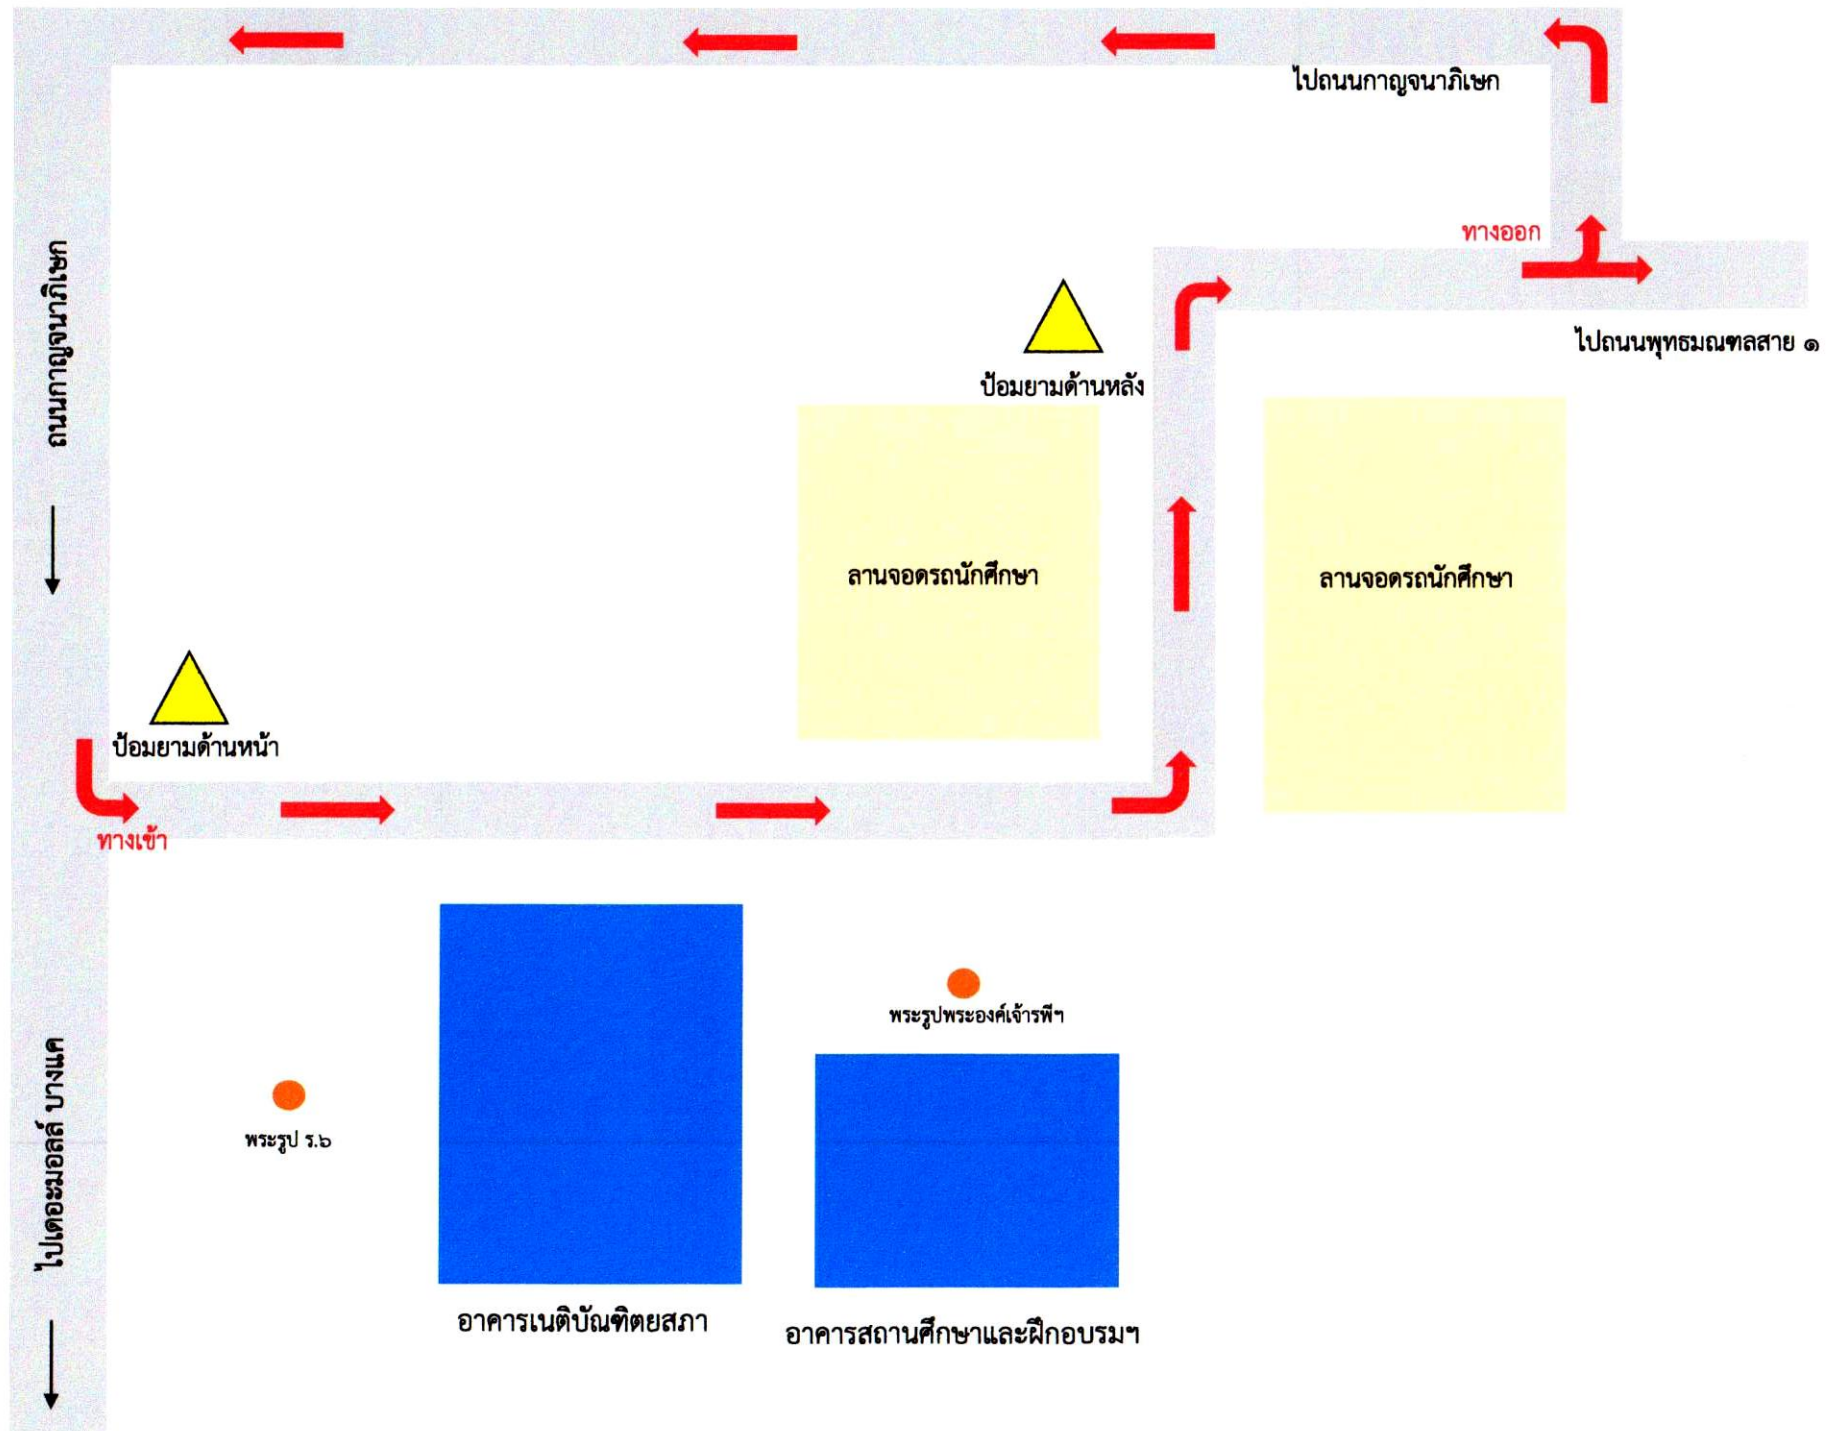 ไปถนนกาญจนาภิเษก
ทางออก
ถนนกาญจนาภิเษก
ไปถนนพุทธมณฑลสาย ๑
ป้อมยามด้านหลัง
ลานจอดรถนักศึกษา
ลานจอดรถนักศึกษา
ป้อมยามด้านหน้า
ทางเข้า
พระรูปพระองค์เจ้ารพีฯ
ไปเดอะมอลล์ บางแค
พระรูป ร.๖
อาคารเนติบัณฑิตยสภา
อาคารสถานศึกษาและฝึกอบรมฯ